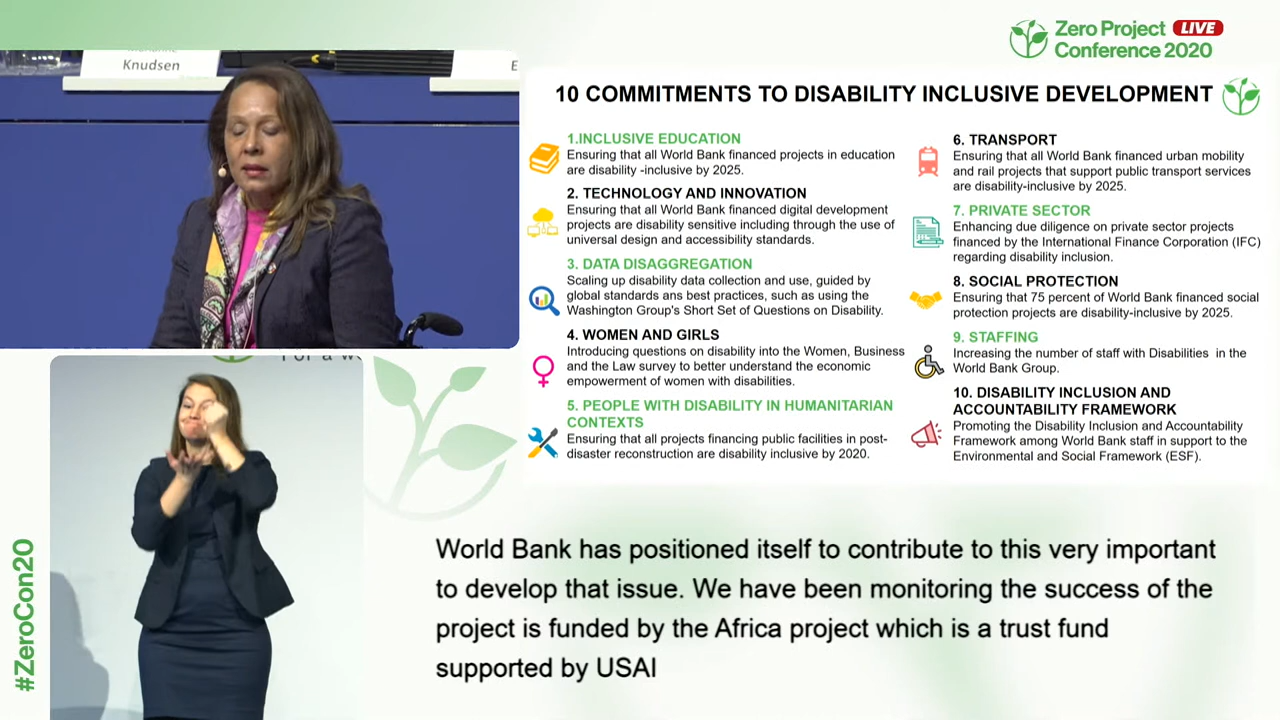 Zero Project LIVE
Conference 2020
Knudsen
E
10 COMMITMENTS TO DISABILITY INCLUSIVE DEVELOPMENT
1.INCLUSIVE EDUCATION
Ensuring that all World Bank financed projects in education
are disability -inclusive by 2025.
2. TECHNOLOGY AND INNOVATION
Ensuring that all World Bank financed digital development
projects are disability sensitive including through the use of
universal design and accessibility standards.
3. DATA DISAGGREGATION
Scaling up disability data collection and use, guided by
global standards ans best practices, such as using the
Washington Group's Short Set of Questions on Disability.
4. WOMEN AND GIRLS
Introducing questions on disability into the Women, Business
and the Law survey to better understand the economic
empowerment of women with disabilities.
5. PEOPLE WITH DISABILITY IN HUMANITARIAN
CONTEXTS
Ensuring that all projects financing public facilities in post-
disaster reconstruction are disability inclusive by 2020.
6. TRANSPORT
Ensuring that all World Bank financed urban mobility
and rail projects that support public transport services
are disability-inclusive by 2025.
7. PRIVATE SECTOR
Enhancing due diligence on private sector projects
financed by the International Finance Corporation (IFC)
regarding disability inclusion.
8. SOCIAL PROTECTION
Ensuring that 75 percent of World Bank financed social
protection projects are disability-inclusive by 2025.
9. STAFFING
Increasing the number of staff with Disabilities in the
World Bank Group.
10. DISABILITY INCLUSION AND
ACCOUNTABILITY FRAMEWORK
Promoting the Disability Inclusion and Accountability
Framework among World Bank staff in support to the
Environmental and Social Framework (ESF).
#ZeroCon20
World Bank has positioned itself to contribute to this very important
to develop that issue. We have been monitoring the success of the
project is funded by the Africa project which is a trust fund
supported by USAI